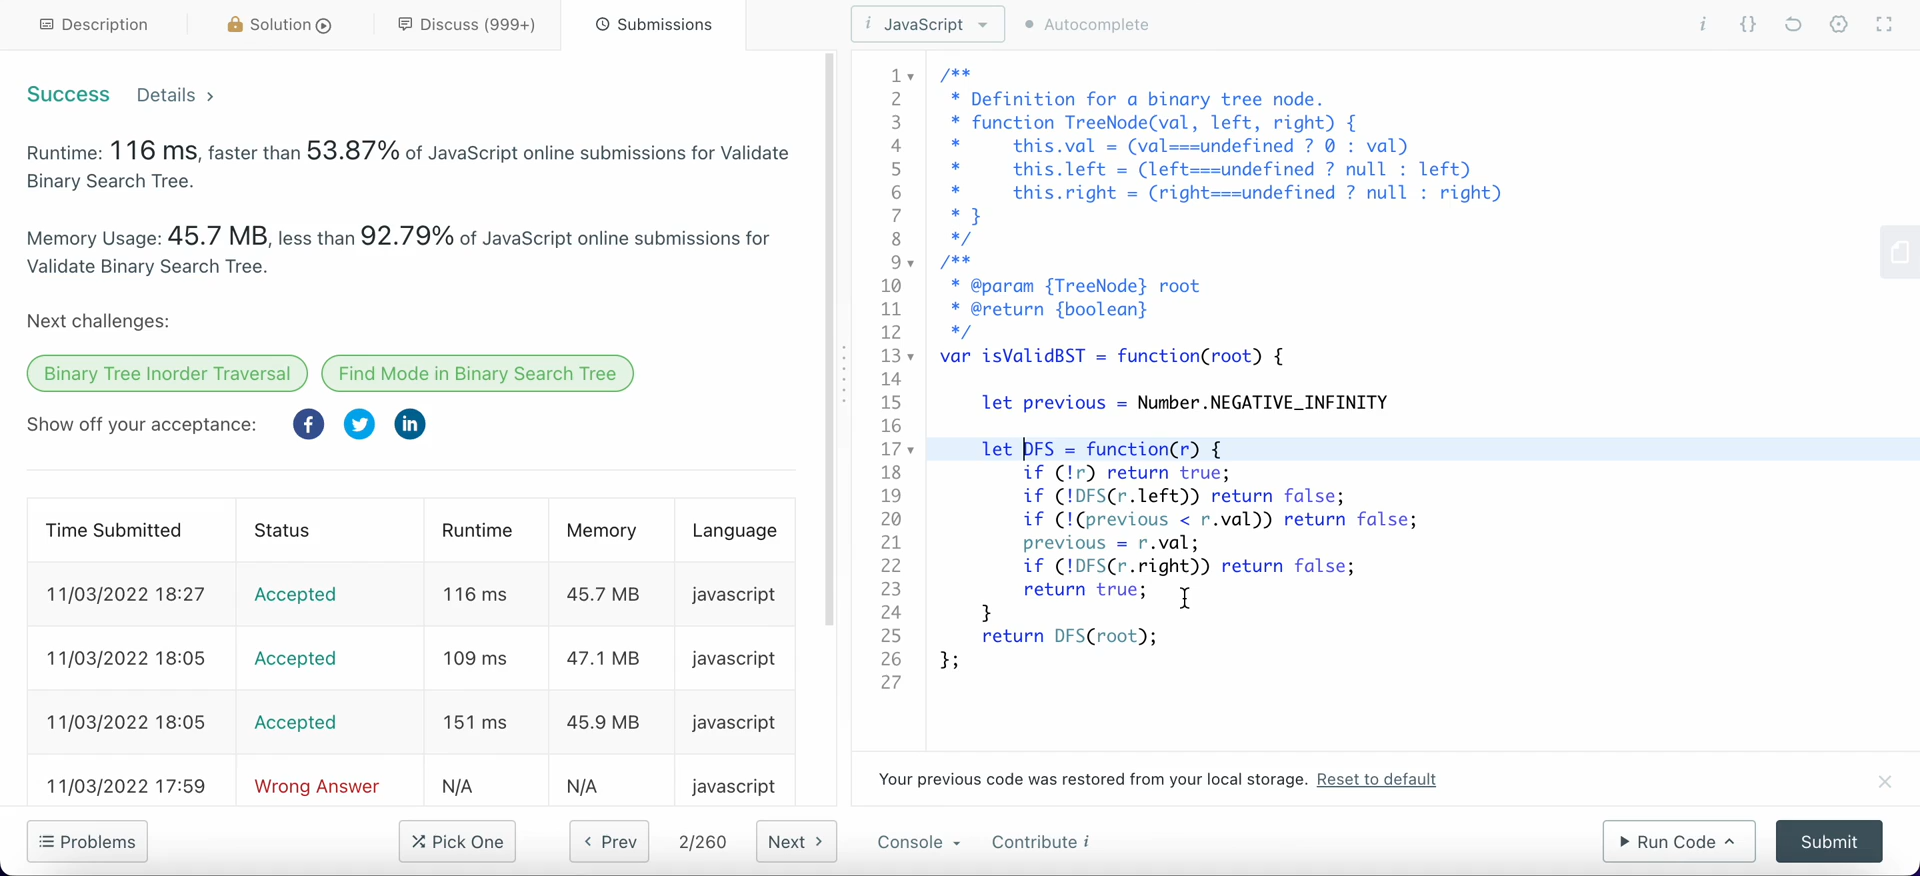 Description
Solution
Discuss (999+)
Submissions
i JavaScript
Autocomplete
i {}
Success Details >
Runtime: 116 ms, faster than 53.87% of JavaScript online submissions for Validate
Binary Search Tree.
Memory Usage: 45.7 MB, less than 92.79% of JavaScript online submissions for
Validate Binary Search Tree.
Next challenges:
Binary Tree Inorder Traversal
Find Mode in Binary Search Tree
Show off your acceptance:
f
in
Time Submitted Status Runtime Memory Language
11/03/2022 18:27 Accepted 116 ms 45.7 MB javascript
11/03/2022 18:05 Accepted 109 ms 47.1 MB javascript
11/03/2022 18:05 Accepted 151 ms 45.9 MB javascript
11/03/2022 17:59 Wrong Answer N/A N/A javascript
1 /**
2  * Definition for a binary tree node.
3  * function TreeNode(val, left, right) {
4  *     this.val = (val===undefined ? 0 : val)
5  *     this.left = (left===undefined ? null : left)
6  *     this.right = (right===undefined ? null : right)
7  * }
8  */
9 /**
10  * @param {TreeNode} root
11  * @return {boolean}
12  */
13 var isValidBST = function(root) {
14
15     let previous = Number.NEGATIVE_INFINITY
16
17     let DFS = function(r) {
18         if (!r) return true;
19         if (!DFS(r.left)) return false;
20         if (!(previous < r.val)) return false;
21         previous = r.val;
22         if (!DFS(r.right)) return false;
23         return true;
24     }
25     return DFS(root);
26 };
27
Your previous code was restored from your local storage. Reset to default
Problems
Pick One
< Prev
2/260
Next >
Console
Contribute i
Run Code
Submit